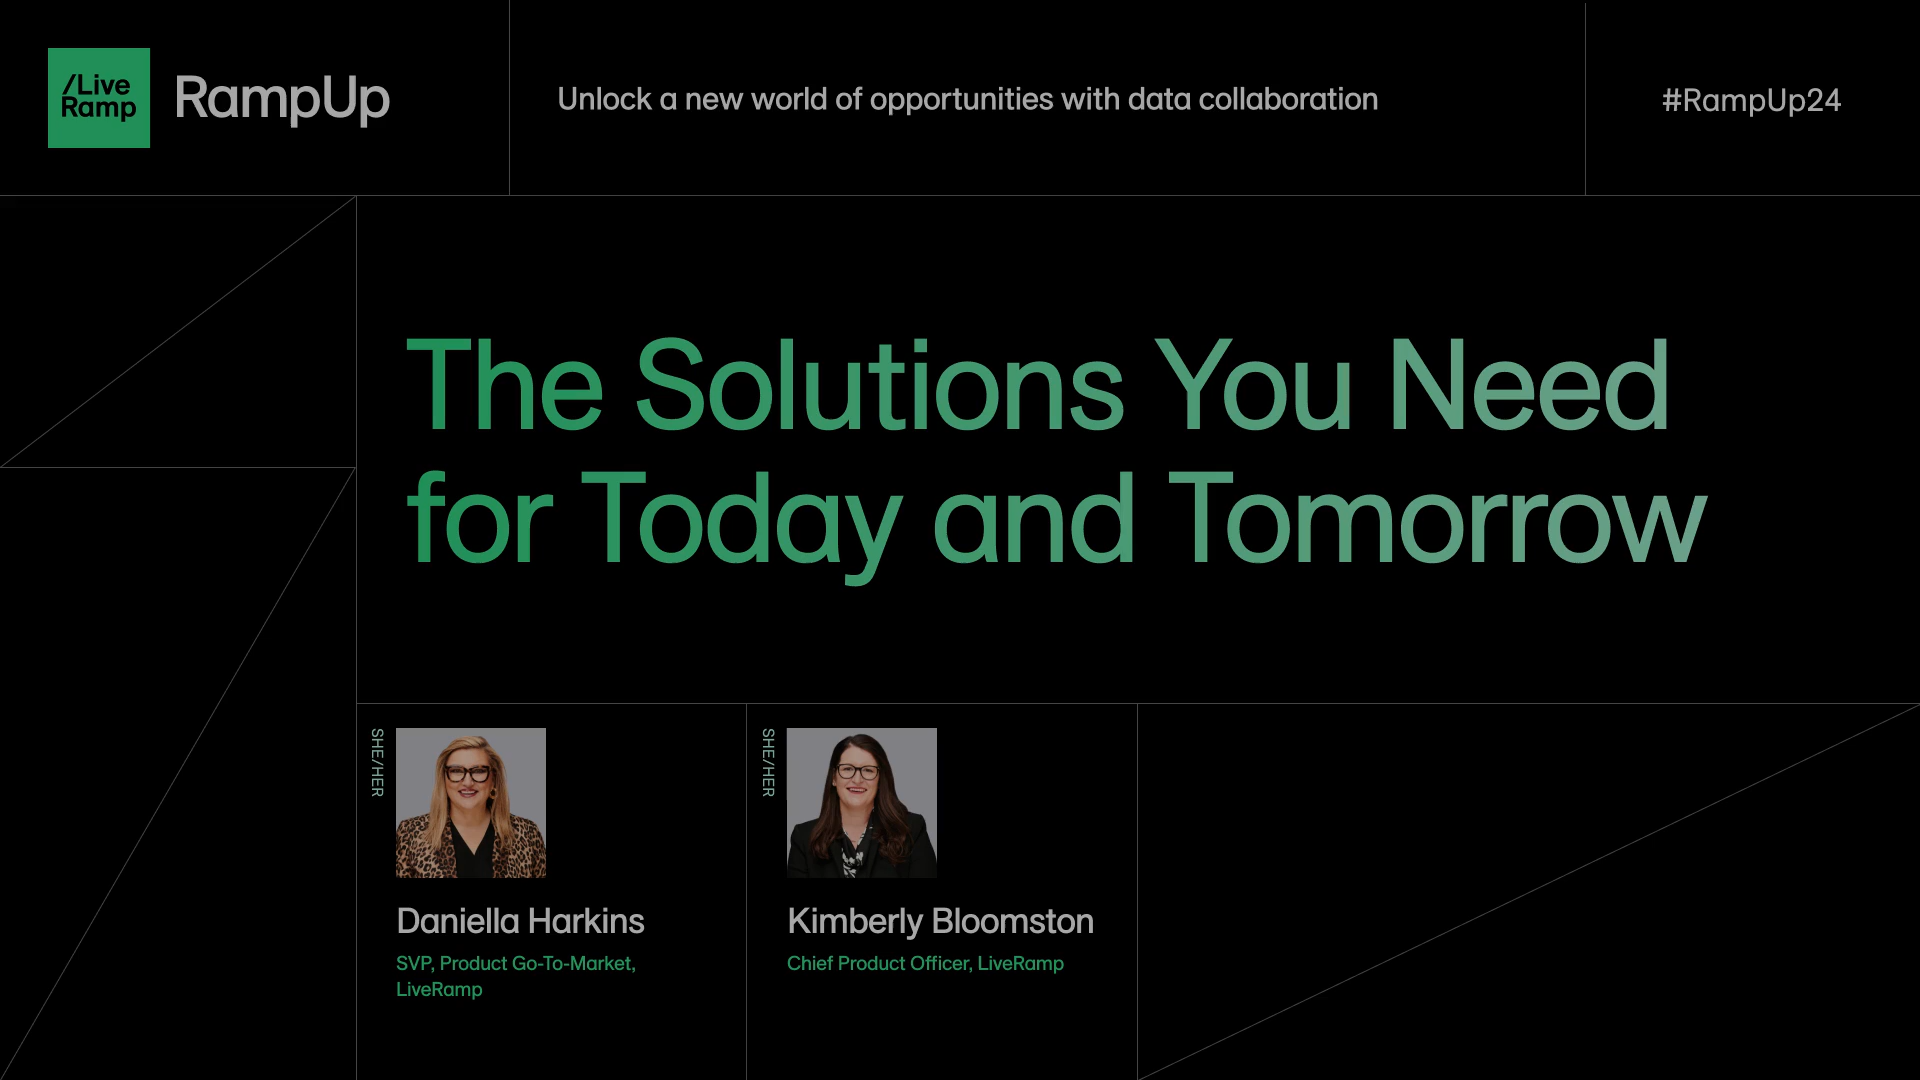 /Live
Ramp
RampUp
Unlock a new world of opportunities with data collaboration
#RampUp24
The Solutions You Need
for Today and Tomorrow
SHE/HER
Daniella Harkins
SVP, Product Go-To-Market,
LiveRamp
SHE/HER
Kimberly Bloomston
Chief Product Officer, LiveRamp